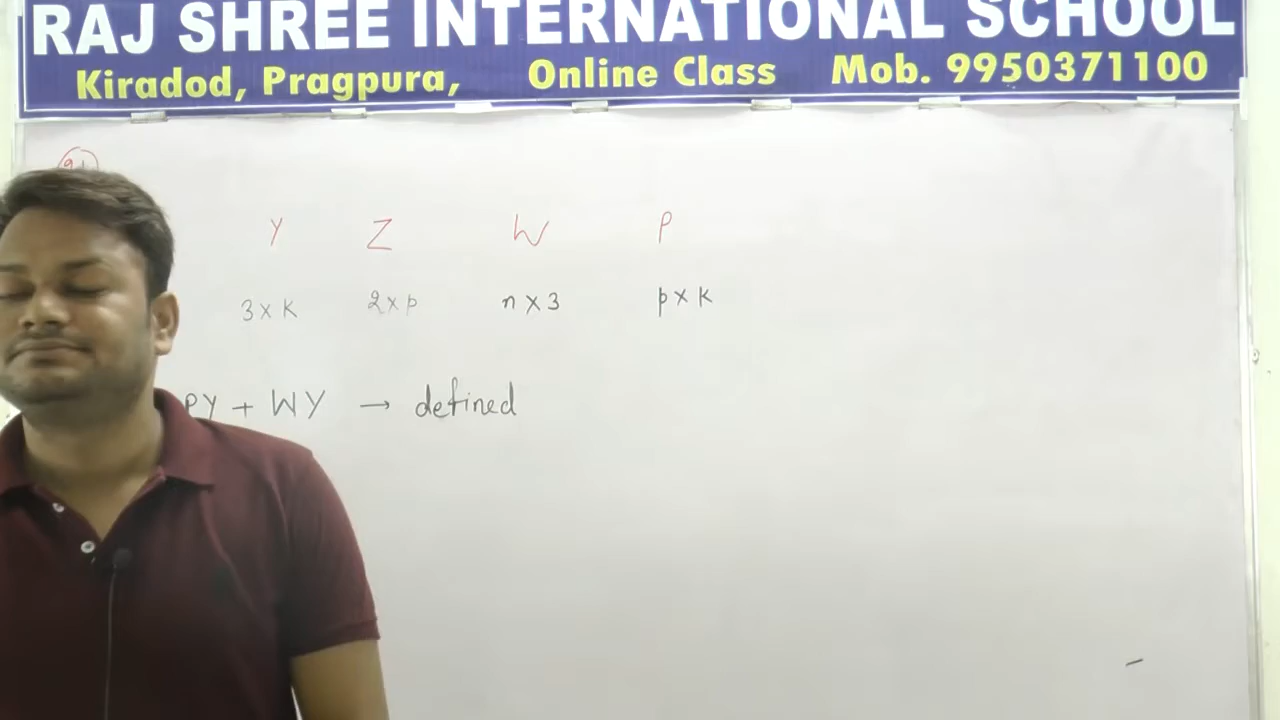 RAJ SHREE INTERNATIONAL SCHOOL
Kiradod, Pragpura, Online Class Mob. 9950371100
Y Z W P
3 × k 2 × p n × 3 p × k
PY + WY → defined